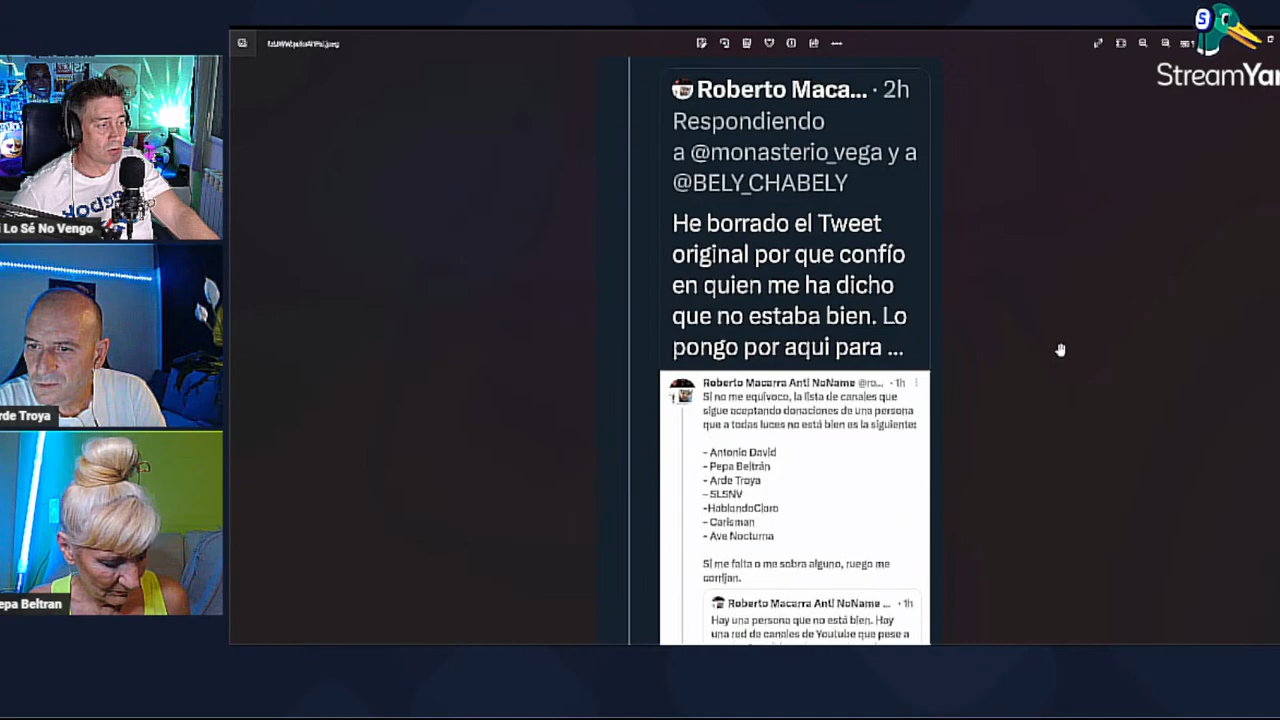 StreamYar
Lo Sé No Vengo
rde Troya
epa Beltran
Roberto Maca... · 2h
Respondiendo
a @monasterio_vega y a
@BELY_CHABELY
He borrado el Tweet
original por que confío
en quien me ha dicho
que no estaba bien. Lo
pongo por aqui para ...
Roberto Macarra Anti NoName @ro... · 1h
Si no me equivoco, la lista de canales que
sigue aceptando donaciones de una persona
que a todas luces no está bien es la siguiente:
- Antonio David
- Pepa Beltrán
- Arde Troya
- SLSNV
-HablandoClaro
- Carisman
- Ave Nocturna
Si me falta o me sobra alguno, ruego me
corrijan.
Roberto Macarra Anti NoName ... · 1h
Hay una persona que no está bien. Hay
una red de canales de Youtube que pese a